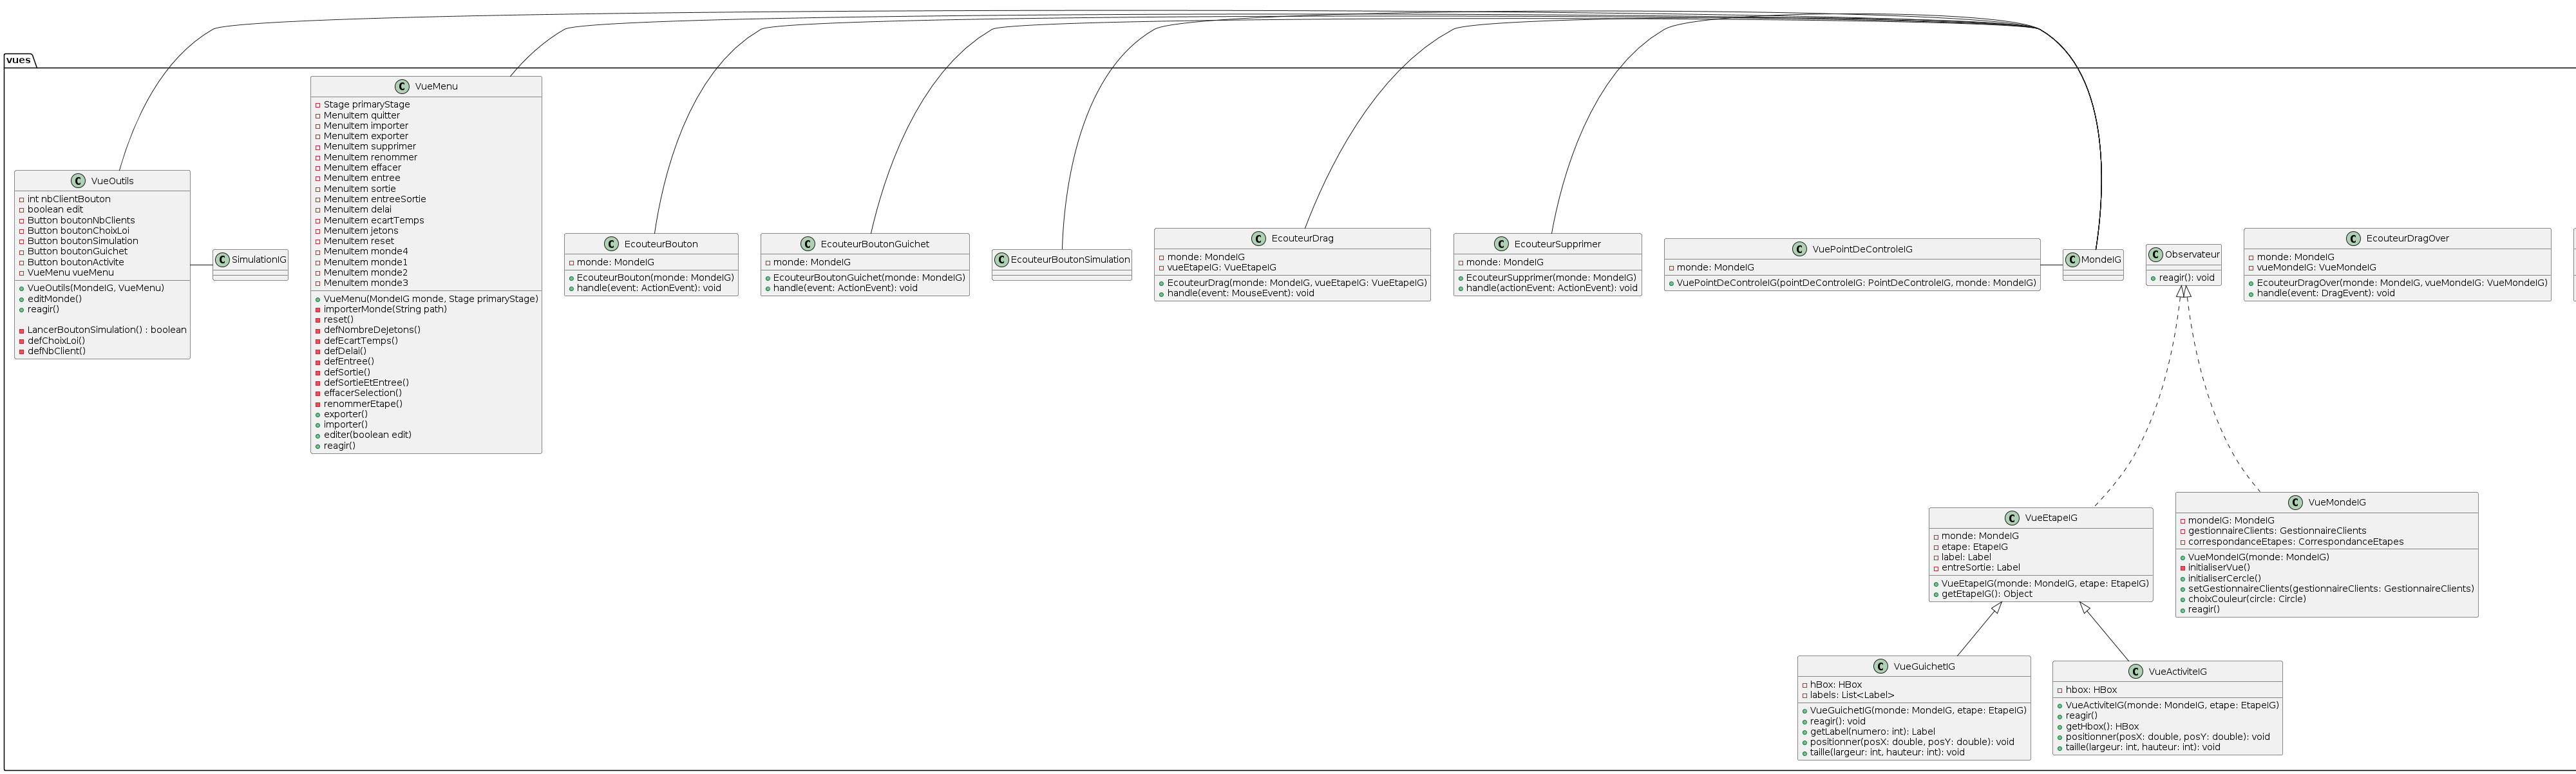 vues
VueOutils
int nbClientBouton
boolean edit
Button boutonNbClients
Button boutonChoixLoi
Button boutonSimulation
Button boutonGuichet
Button boutonActivite
VueMenu vueMenu
VueOutils(MondeIG, VueMenu)
editMonde()
reagir()
LancerBoutonSimulation() : boolean
defChoixLoi()
defNbClient()
C SimulationIG
C VueMenu
Stage primaryStage
MenuItem quitter
MenuItem importer
MenuItem exporter
MenuItem supprimer
MenuItem renommer
MenuItem effacer
MenuItem entree
MenuItem sortie
MenuItem entreeSortie
MenuItem delai
MenuItem ecartTemps
MenuItem jetons
MenuItem reset
MenuItem monde4
MenuItem monde1
MenuItem monde2
MenuItem monde3
VueMenu(MondeIG monde, Stage primaryStage)
importerMonde(String path)
reset()
defNombreDeJetons()
defEcartTemps()
defDelai()
defEntree()
defSortie()
defSortieEtEntree()
effacerSelection()
renommerEtape()
exporter()
importer()
editer(boolean edit)
reagir()
C EcouteurBouton
monde: MondeIG
EcouteurBouton(monde: MondeIG)
handle(event: ActionEvent): void
C EcouteurBoutonGuichet
monde: MondeIG
EcouteurBoutonGuichet(monde: MondeIG)
handle(event: ActionEvent): void
C EcouteurBoutonSimulation
C EcouteurDrag
monde: MondeIG
vueEtapeIG: VueEtapeIG
EcouteurDrag(monde: MondeIG, vueEtapeIG: VueEtapeIG)
handle(event: MouseEvent): void
C EcouteurSupprimer
monde: MondeIG
EcouteurSupprimer(monde: MondeIG)
handle(actionEvent: ActionEvent): void
C VuePointDeControleIG
monde: MondeIG
VuePointDeControleIG(pointDeControleIG: PointDeControleIG, monde: MondeIG)
C MondeIG
C Observateur
reagir(): void
C EcouteurDragOver
monde: MondeIG
vueMondeIG: VueMondeIG
EcouteurDragOver(monde: MondeIG, vueMondeIG: VueMondeIG)
handle(event: DragEvent): void
C VueEtapeIG
monde: MondeIG
etape: EtapeIG
label: Label
entreSortie: Label
VueEtapeIG(monde: MondeIG, etape: EtapeIG)
getEtapeIG(): Object
C VueMondeIG
mondeIG: MondeIG
gestionnaireClients: GestionnaireClients
correspondanceEtapes: CorrespondanceEtapes
VueMondeIG(monde: MondeIG)
initialiserVue()
initialiserCercle()
setGestionnaireClients(gestionnaireClients: GestionnaireClients)
choixCouleur(circle: Circle)
reagir()
C VueGuichetIG
hBox: HBox
labels: List<Label>
VueGuichetIG(monde: MondeIG, etape: EtapeIG)
reagir(): void
getLabel(numero: int): Label
positionner(posX: double, posY: double): void
taille(largeur: int, hauteur: int): void
C VueActiviteIG
hbox: HBox
VueActiviteIG(monde: MondeIG, etape: EtapeIG)
reagir()
getHbox(): HBox
positionner(posX: double, posY: double): void
taille(largeur: int, hauteur: int): void